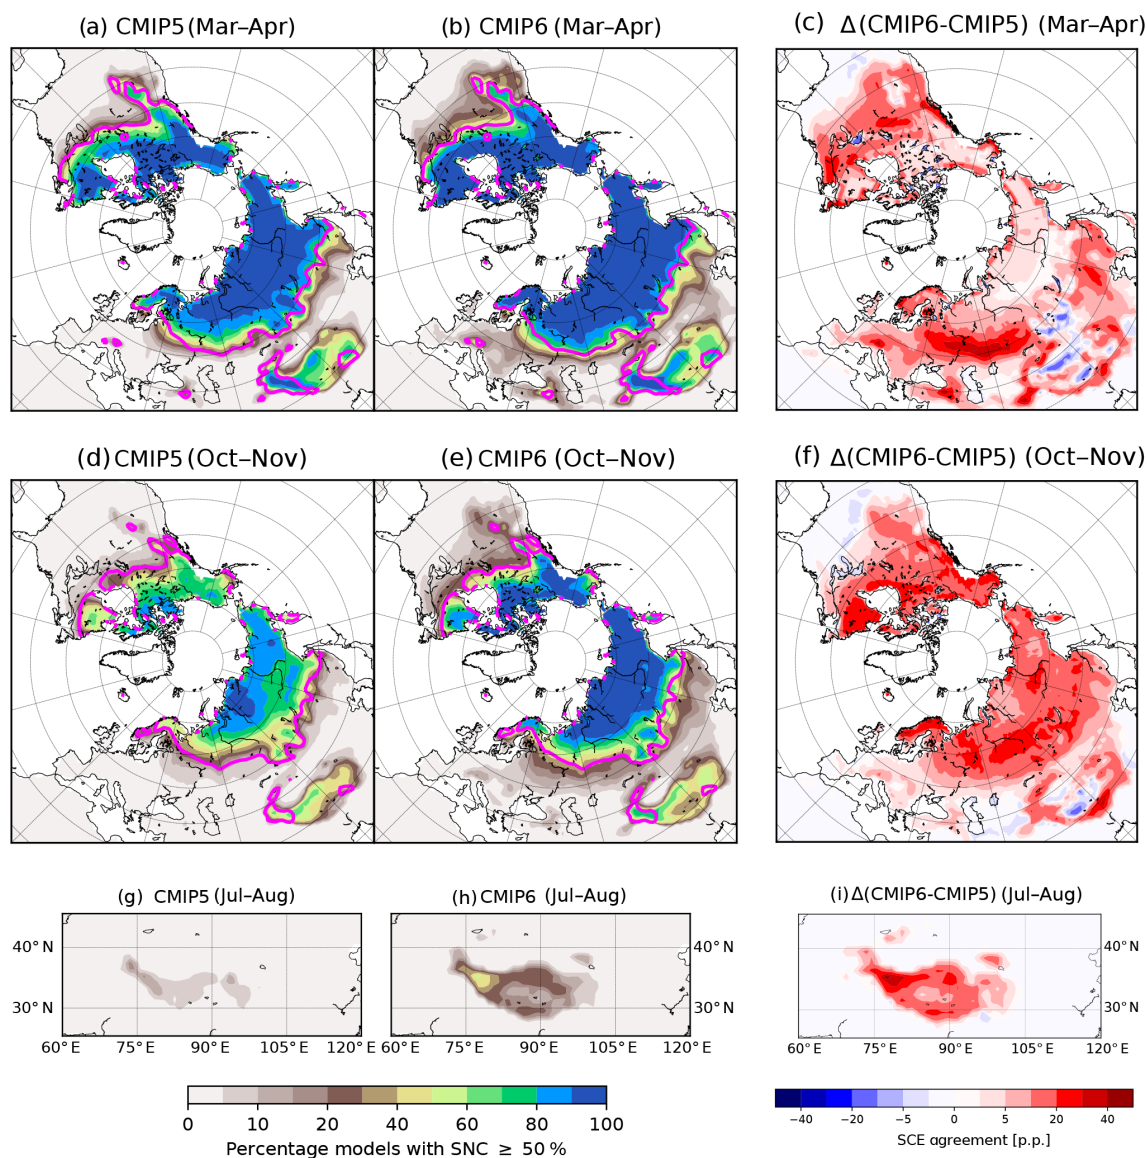 (a) CMIP5 (Mar–Apr)
(b) CMIP6 (Mar–Apr)
(c) Δ(CMIP6-CMIP5) (Mar–Apr)
(d) CMIP5 (Oct–Nov)
(e) CMIP6 (Oct–Nov)
(f) Δ(CMIP6-CMIP5) (Oct–Nov)
(g) CMIP5 (Jul–Aug)
(h) CMIP6 (Jul–Aug)
(i) Δ(CMIP6-CMIP5) (Jul–Aug)
40° N
30° N
60° E 75° E 90° E 105° E 120° E
40° N
30° N
75° E 90° E 105° E 120° E
40° N
30° N
60° E 75° E 90° E 105° E 120° E
0 10 20 40 60 80 100
Percentage models with SNC ≥ 50 %
−40 −20 −5 0 5 20 40
SCE agreement [p.p.]